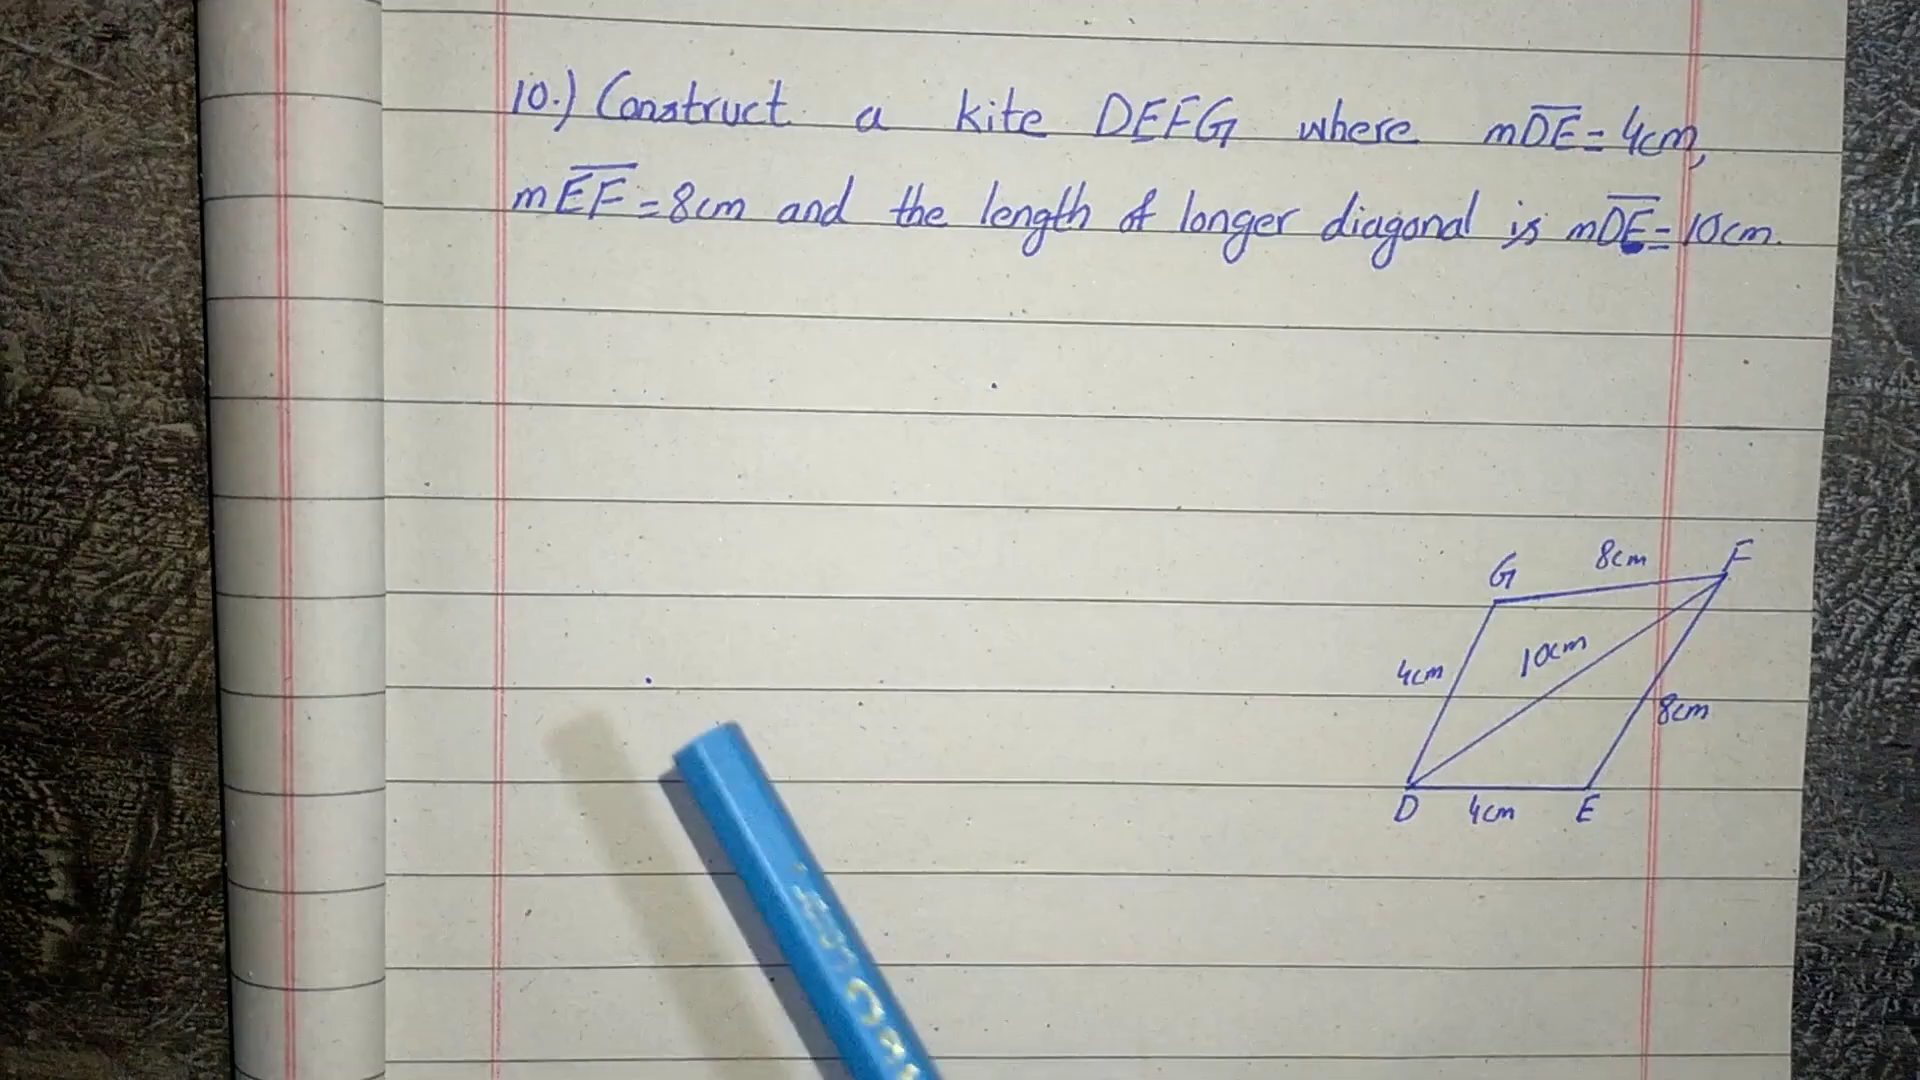 10.) Construct a kite DEFG where mDE = 4cm,
mEF = 8cm and the length of longer diagonal is mDE = 10cm.
G 8cm F
4cm 10cm
8cm
D 4cm E